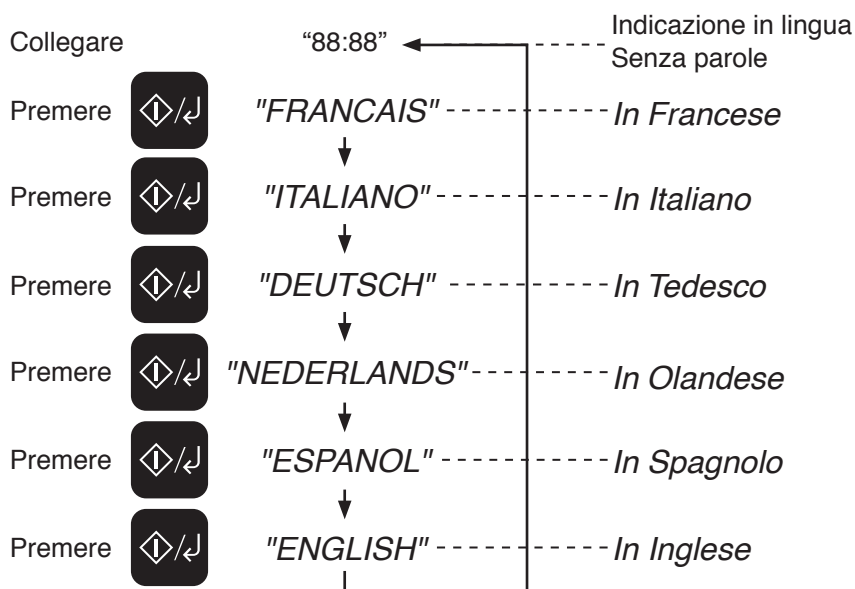 Collegare “88:88” Indicazione in lingua
Senza parole
Premere "FRANCAIS" In Francese
Premere "ITALIANO" In Italiano
Premere "DEUTSCH" In Tedesco
Premere "NEDERLANDS" In Olandese
Premere "ESPANOL" In Spagnolo
Premere "ENGLISH" In Inglese